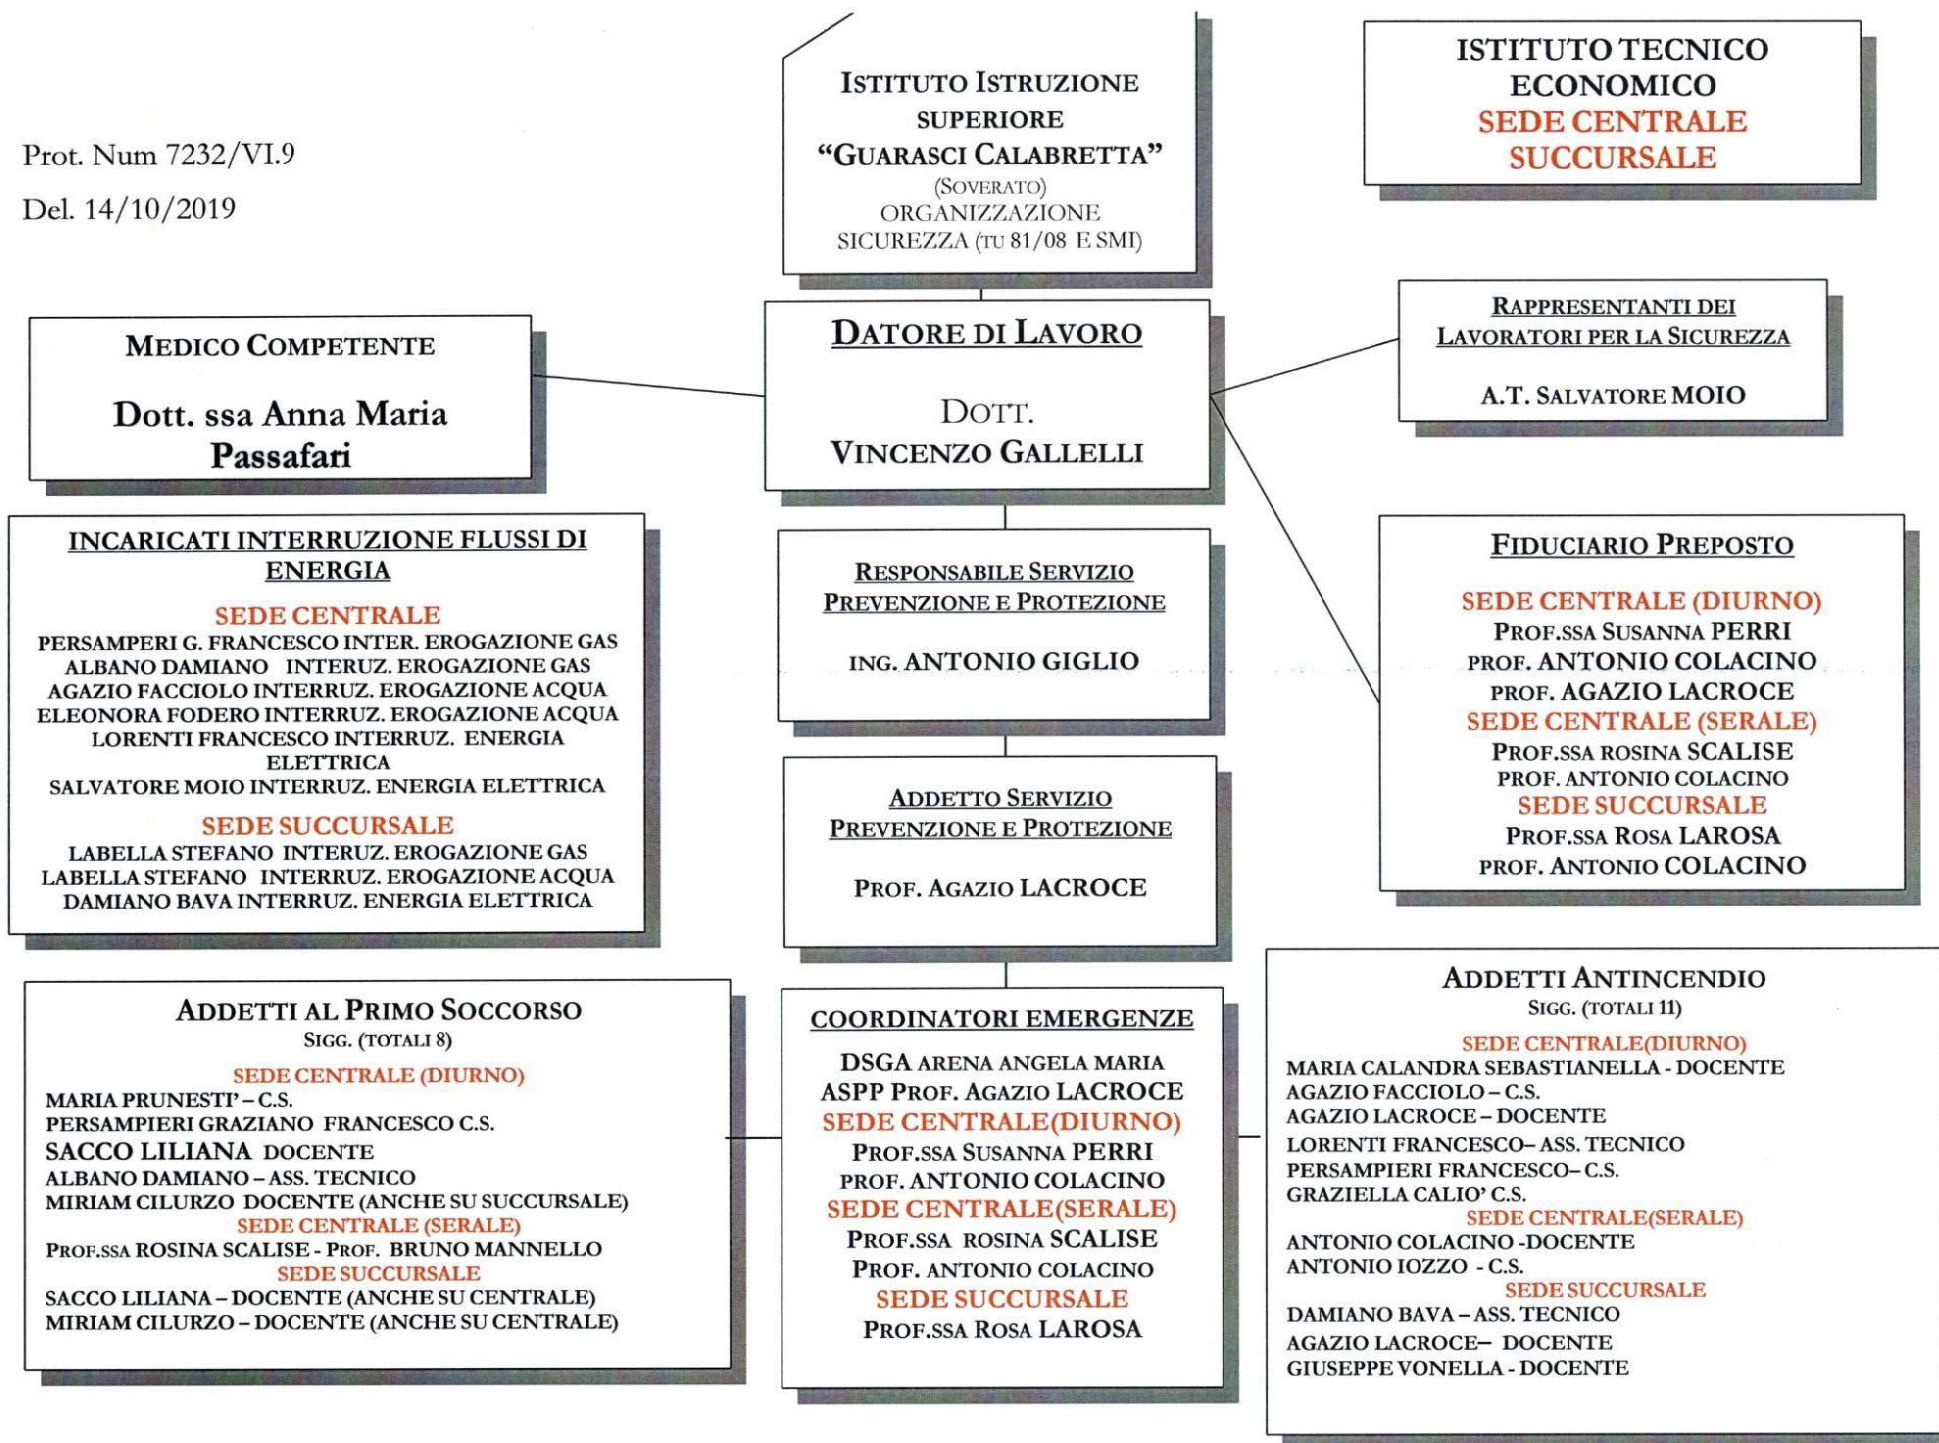 Prot. Num 7232/VI.9
Del. 14/10/2019
ISTITUTO ISTRUZIONE
SUPERIORE
“GUARASCI CALABRETTA”
(SOVERATO)
ORGANIZZAZIONE
SICUREZZA (TU 81/08 E SMI)
ISTITUTO TECNICO
ECONOMICO
SEDE CENTRALE
SUCCURSALE
MEDICO COMPETENTE
Dott. ssa Anna Maria
Passafari
DATORE DI LAVORO
DOTT.
VINCENZO GALLELLI
RAPPRESENTANTI DEI
LAVORATORI PER LA SICUREZZA
A.T. SALVATORE MOIO
INCARICATI INTERRUZIONE FLUSSI DI
ENERGIA
SEDE CENTRALE
PERSAMPERI G. FRANCESCO INTER. EROGAZIONE GAS
ALBANO DAMIANO INTERUZ. EROGAZIONE GAS
AGAZIO FACCIOLO INTERRUZ. EROGAZIONE ACQUA
ELEONORA FODERO INTERRUZ. EROGAZIONE ACQUA
LORENTI FRANCESCO INTERRUZ. ENERGIA
ELETTRICA
SALVATORE MOIO INTERRUZ. ENERGIA ELETTRICA
SEDE SUCCURSALE
LABELLA STEFANO INTERUZ. EROGAZIONE GAS
LABELLA STEFANO INTERRUZ. EROGAZIONE ACQUA
DAMIANO BAVA INTERRUZ. ENERGIA ELETTRICA
RESPONSABILE SERVIZIO
PREVENZIONE E PROTEZIONE
ING. ANTONIO GIGLIO
FIDUCIARIO PREPOSTO
SEDE CENTRALE (DIURNO)
PROF.SSA SUSANNA PERRI
PROF. ANTONIO COLACINO
PROF. AGAZIO LACROCE
SEDE CENTRALE (SERALE)
PROF.SSA ROSINA SCALISE
PROF. ANTONIO COLACINO
SEDE SUCCURSALE
PROF.SSA ROSA LAROSA
PROF. ANTONIO COLACINO
ADDETTO SERVIZIO
PREVENZIONE E PROTEZIONE
PROF. AGAZIO LACROCE
ADDETTI AL PRIMO SOCCORSO
SIGG. (TOTALI 8)
SEDE CENTRALE (DIURNO)
MARIA PRUNESTI’ – C.S.
PERSAMPIERI GRAZIANO FRANCESCO C.S.
SACCO LILIANA DOCENTE
ALBANO DAMIANO – ASS. TECNICO
MIRIAM CILURZO DOCENTE (ANCHE SU SUCCURSALE)
SEDE CENTRALE (SERALE)
PROF.SSA ROSINA SCALISE - PROF. BRUNO MANNELLO
SEDE SUCCURSALE
SACCO LILIANA – DOCENTE (ANCHE SU CENTRALE)
MIRIAM CILURZO – DOCENTE (ANCHE SU CENTRALE)
COORDINATORI EMERGENZE
DSGA ARENA ANGELA MARIA
ASPP PROF. AGAZIO LACROCE
SEDE CENTRALE(DIURNO)
PROF.SSA SUSANNA PERRI
PROF. ANTONIO COLACINO
SEDE CENTRALE(SERALE)
PROF.SSA ROSINA SCALISE
PROF. ANTONIO COLACINO
SEDE SUCCURSALE
PROF.SSA ROSA LAROSA
ADDETTI ANTINCENDIO
SIGG. (TOTALI 11)
SEDE CENTRALE(DIURNO)
MARIA CALANDRA SEBASTIANELLA - DOCENTE
AGAZIO FACCIOLO – C.S.
AGAZIO LACROCE – DOCENTE
LORENTI FRANCESCO– ASS. TECNICO
PERSAMPIERI FRANCESCO– C.S.
GRAZIELLA CALIO’ C.S.
SEDE CENTRALE(SERALE)
ANTONIO COLACINO -DOCENTE
ANTONIO IOZZO - C.S.
SEDE SUCCURSALE
DAMIANO BAVA – ASS. TECNICO
AGAZIO LACROCE– DOCENTE
GIUSEPPE VONELLA - DOCENTE